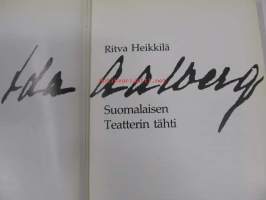 Ritva Heikkilä
Ida Aalberg
Suomalaisen
Teatterin tähti